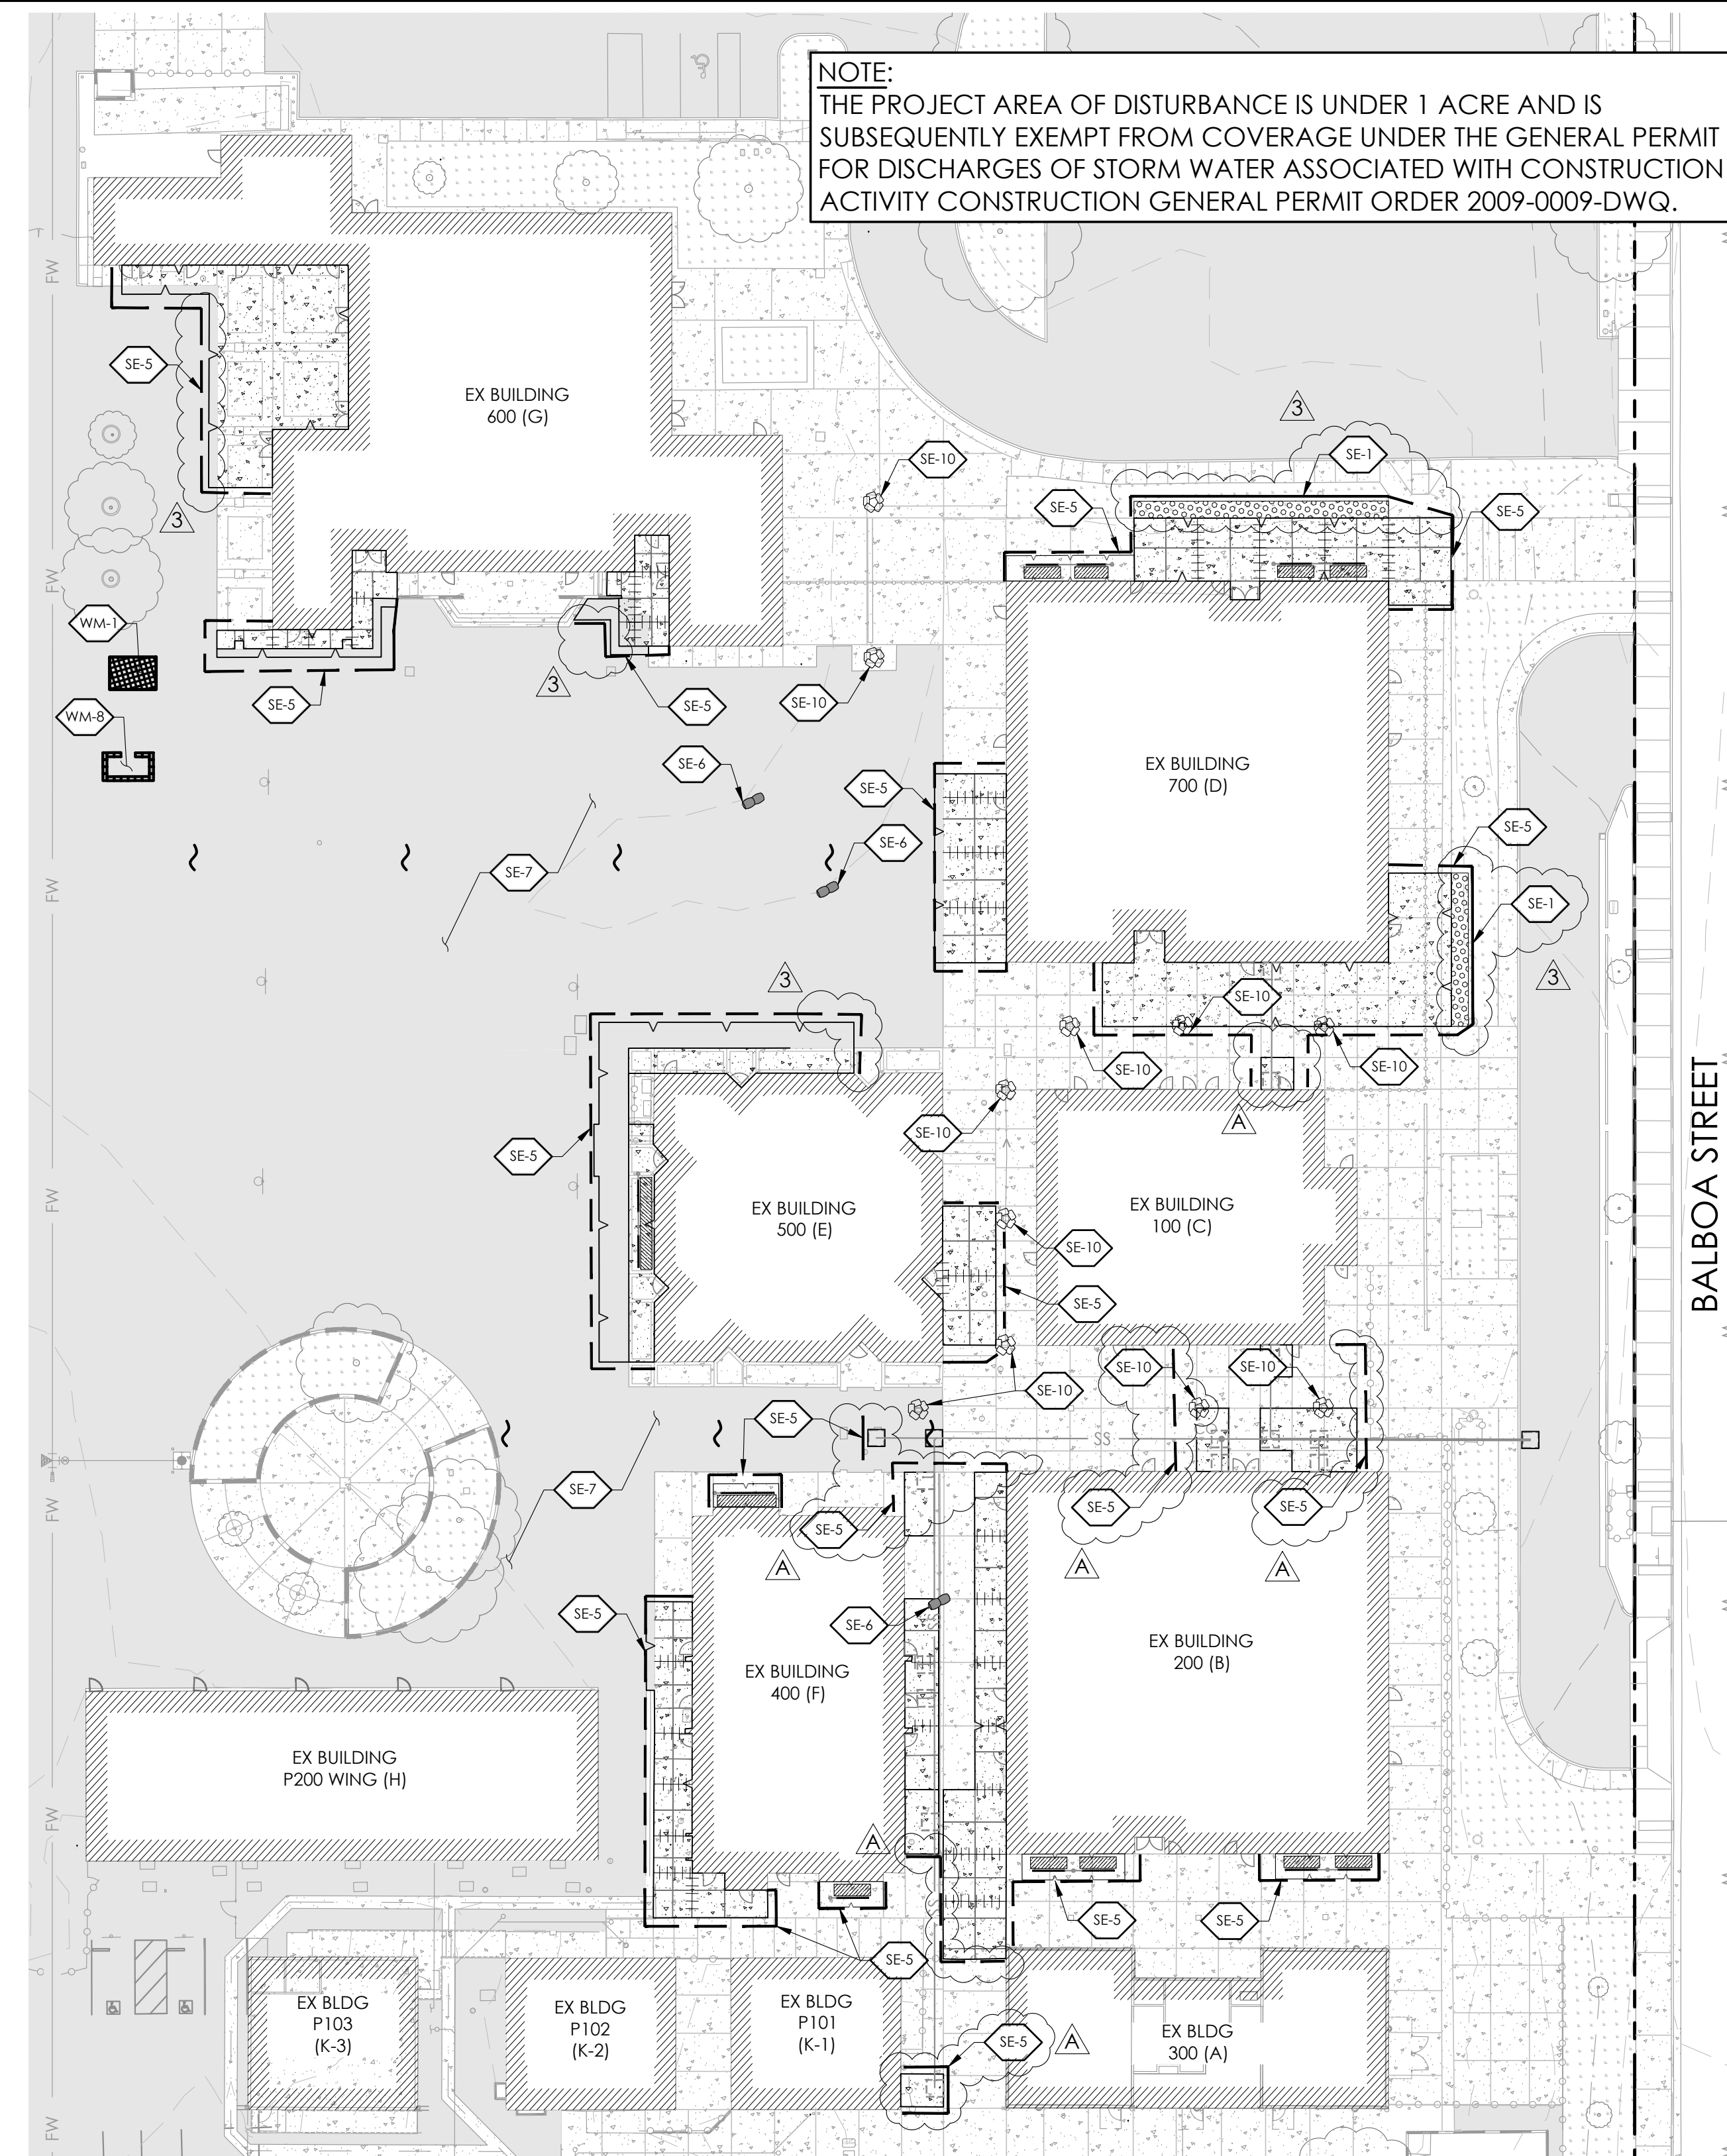 NOTE:
THE PROJECT AREA OF DISTURBANCE IS UNDER 1 ACRE AND IS
SUBSEQUENTLY EXEMPT FROM COVERAGE UNDER THE GENERAL PERMIT
FOR DISCHARGES OF STORM WATER ASSOCIATED WITH CONSTRUCTION
ACTIVITY CONSTRUCTION GENERAL PERMIT ORDER 2009-0009-DWQ.
FW
SE-5
EX BUILDING
600 (G)
3
SE-10
SE-1
SE-5
SE-5
3
FW
WM-1
SE-5
3
SE-5
SE-10
WM-8
SE-6
EX BUILDING
700 (D)
SE-5
SE-5
SE-6
SE-7
FW
SE-1
3
3
SE-10
SE-10
SE-10
A
SE-10
SE-5
BALBOA STREET
FW
EX BUILDING
500 (E)
EX BUILDING
100 (C)
SE-10
SE-5
SE-10
SE-10
SE-10
SE-5
SS
SE-7
FW
SE-5
SE-5
SE-5
A
A
A
SE-5
SE-6
EX BUILDING
400 (F)
EX BUILDING
200 (B)
EX BUILDING
P200 WING (H)
FW
A
SE-5
SE-5
SE-5
EX BLDG
P103
(K-3)
EX BLDG
P102
(K-2)
EX BLDG
P101
(K-1)
SE-5
A
EX BLDG
300 (A)
FW